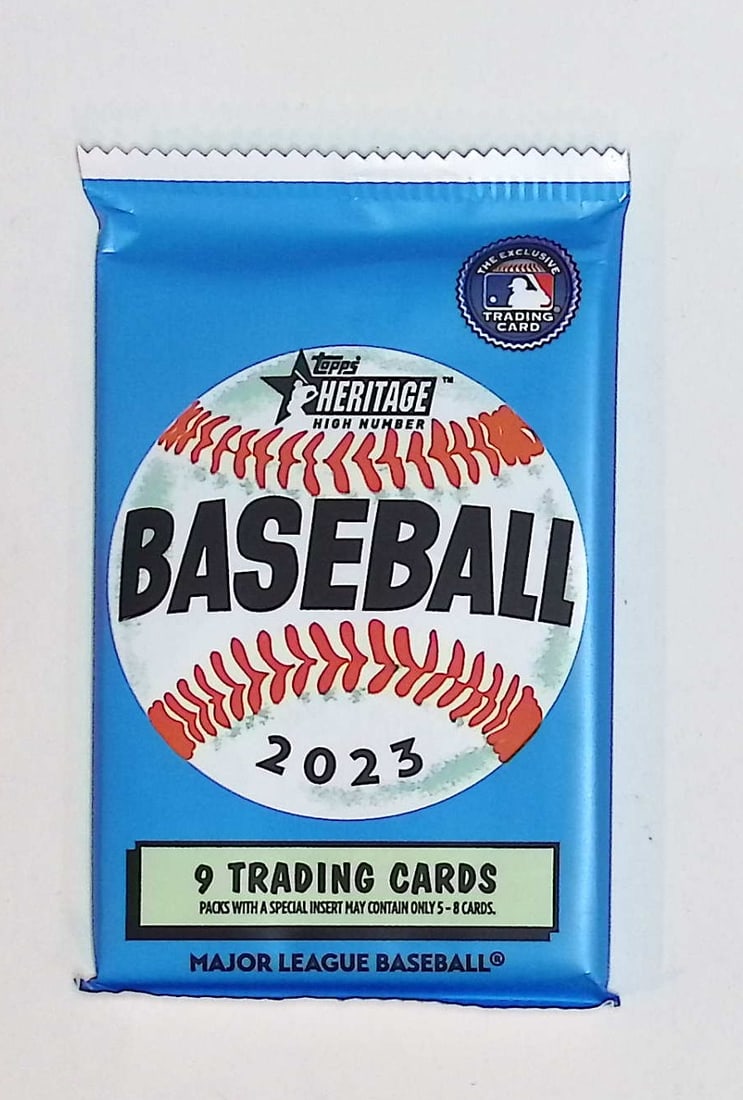 THE EXCLUSIVE
®
TRADING
CARD
Topps
HERITAGE™
HIGH NUMBER
BASEBALL
2023
9 TRADING CARDS
PACKS WITH A SPECIAL INSERT MAY CONTAIN ONLY 5 - 8 CARDS.
MAJOR LEAGUE BASEBALL®